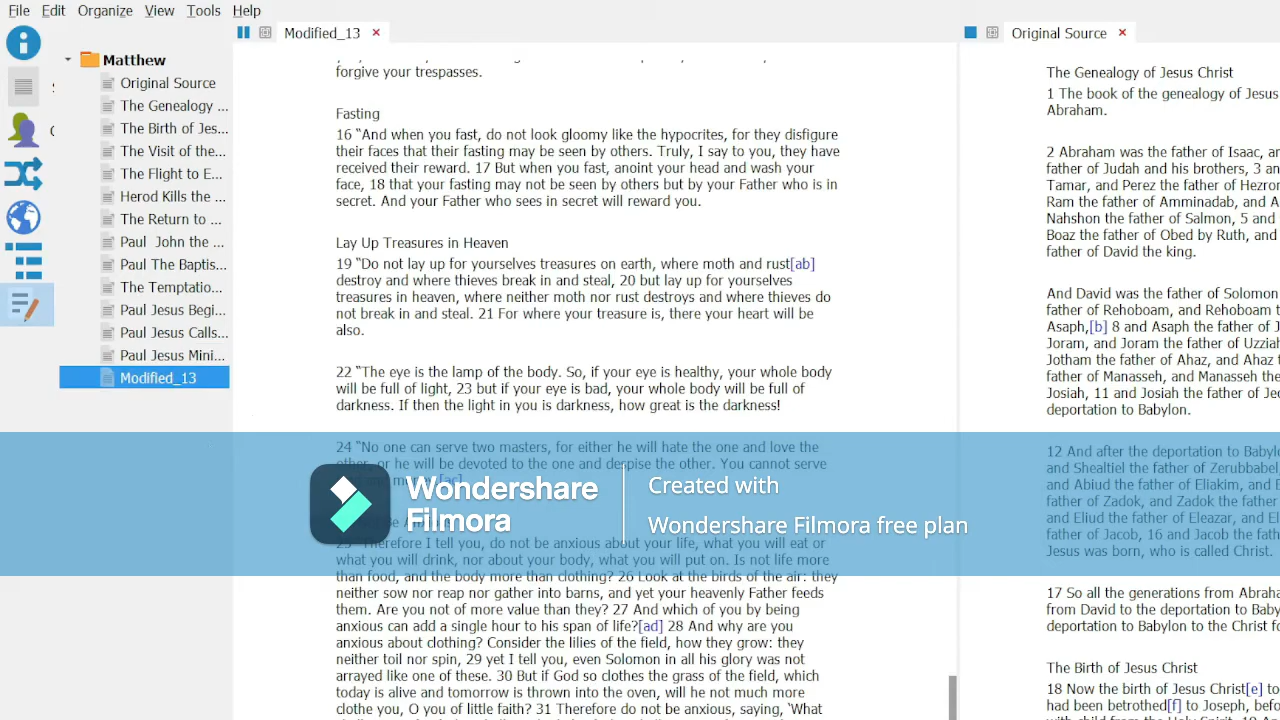 File Edit Organize View Tools Help
Modified_13
Original Source
Matthew
Original Source
The Genealogy ...
The Birth of Jes...
The Visit of the...
The Flight to E...
Herod Kills the ...
The Return to ...
Paul  John the ...
Paul The Baptis...
The Temptatio...
Paul Jesus Begi...
Paul Jesus Calls...
Paul Jesus Mini...
Modified_13
forgive your trespasses.
Fasting
16 “And when you fast, do not look gloomy like the hypocrites, for they disfigure
their faces that their fasting may be seen by others. Truly, I say to you, they have
received their reward. 17 But when you fast, anoint your head and wash your
face, 18 that your fasting may not be seen by others but by your Father who is in
secret. And your Father who sees in secret will reward you.
Lay Up Treasures in Heaven
19 “Do not lay up for yourselves treasures on earth, where moth and rust[ab]
destroy and where thieves break in and steal, 20 but lay up for yourselves
treasures in heaven, where neither moth nor rust destroys and where thieves do
not break in and steal. 21 For where your treasure is, there your heart will be
also.
22 “The eye is the lamp of the body. So, if your eye is healthy, your whole body
will be full of light, 23 but if your eye is bad, your whole body will be full of
darkness. If then the light in you is darkness, how great is the darkness!
24 “No one can serve two masters, for either he will hate the one and love the
other, or he will be devoted to the one and despise the other. You cannot serve
Wondershare
Filmora
Created with
Wondershare Filmora free plan
25 “Therefore I tell you, do not be anxious about your life, what you will eat or
what you will drink, nor about your body, what you will put on. Is not life more
than food, and the body more than clothing? 26 Look at the birds of the air: they
neither sow nor reap nor gather into barns, and yet your heavenly Father feeds
them. Are you not of more value than they? 27 And which of you by being
anxious can add a single hour to his span of life?[ad] 28 And why are you
anxious about clothing? Consider the lilies of the field, how they grow: they
neither toil nor spin, 29 yet I tell you, even Solomon in all his glory was not
arrayed like one of these. 30 But if God so clothes the grass of the field, which
today is alive and tomorrow is thrown into the oven, will he not much more
clothe you, O you of little faith? 31 Therefore do not be anxious, saying, ‘What
The Genealogy of Jesus Christ
1 The book of the genealogy of Jesus
Abraham.
2 Abraham was the father of Isaac, an
father of Judah and his brothers, 3 an
Tamar, and Perez the father of Hezron
Ram the father of Amminadab, and A
Nahshon the father of Salmon, 5 and
Boaz the father of Obed by Ruth, and
father of David the king.
And David was the father of Solomon
father of Rehoboam, and Rehoboam t
Asaph,[b] 8 and Asaph the father of J
Joram, and Joram the father of Uzziah
Jotham the father of Ahaz, and Ahaz t
father of Manasseh, and Manasseh the
Josiah, 11 and Josiah the father of Jec
deportation to Babylon.
12 And after the deportation to Babylo
and Shealtiel the father of Zerubbabel
and Abiud the father of Eliakim, and E
father of Zadok, and Zadok the father
and Eliud the father of Eleazar, and El
father of Jacob, 16 and Jacob the fath
Jesus was born, who is called Christ.
17 So all the generations from Abraha
from David to the deportation to Baby
deportation to Babylon to the Christ fo
The Birth of Jesus Christ
18 Now the birth of Jesus Christ[e] to
had been betrothed[f] to Joseph, befo